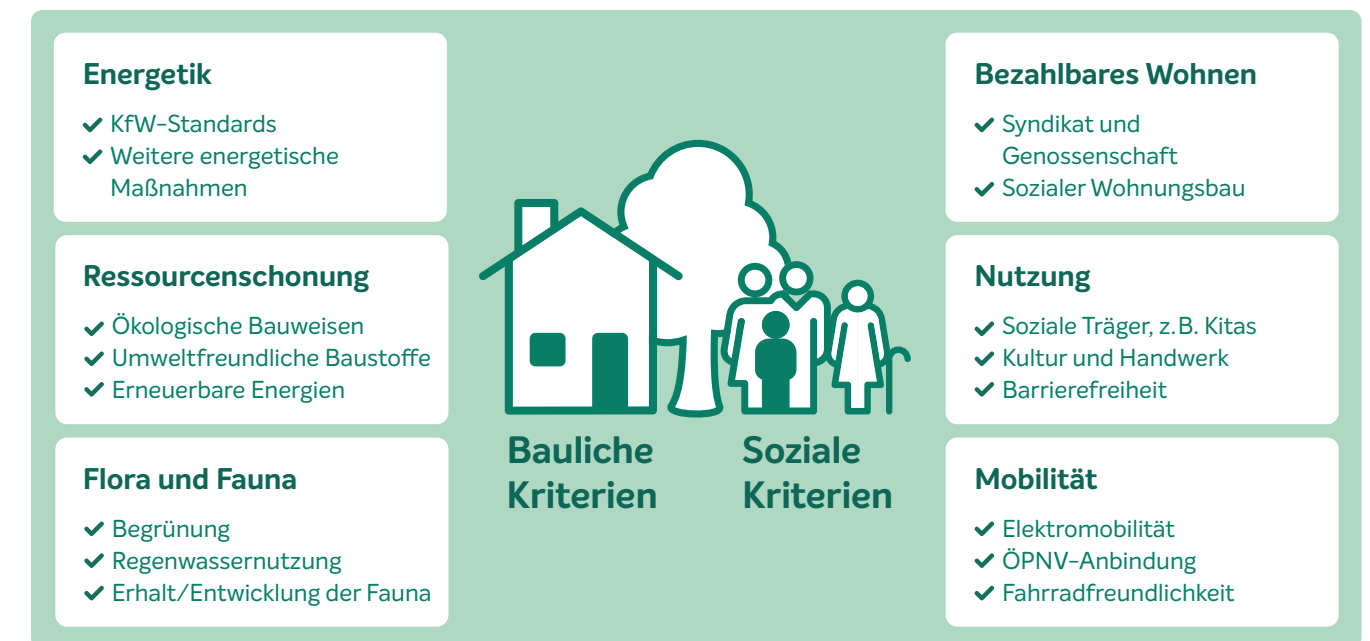 Energetik
KfW-Standards
Weitere energetische
Maßnahmen
Ressourcenschonung
Ökologische Bauweisen
Umweltfreundliche Baustoffe
Erneuerbare Energien
Flora und Fauna
Begrünung
Regenwassernutzung
Erhalt/Entwicklung der Fauna
Bauliche
Kriterien
Soziale
Kriterien
Bezahlbares Wohnen
Syndikat und
Genossenschaft
Sozialer Wohnungsbau
Nutzung
Soziale Träger, z.B. Kitas
Kultur und Handwerk
Barrierefreiheit
Mobilität
Elektromobilität
ÖPNV-Anbindung
Fahrradfreundlichkeit